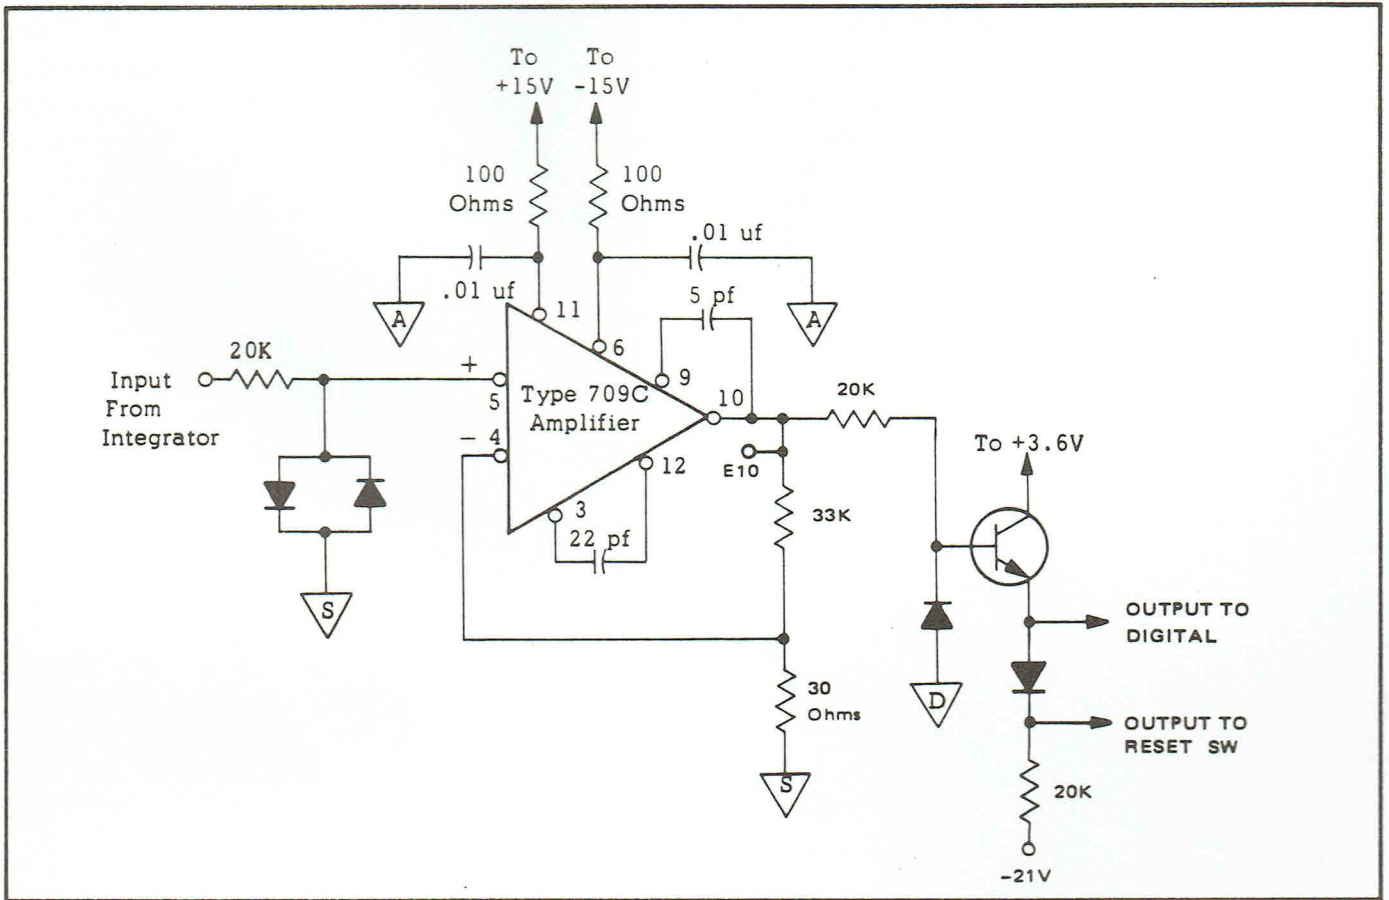 To To
+15V -15V
100
Ohms
100
Ohms
.01 uf
.01 uf
5 pf
A
A
11
6
9
20K
+
5
Type 709C
Amplifier
10
20K
Input
From
Integrator
- 4
E10
12
To +3.6V
3
22 pf
33K
S
OUTPUT TO
DIGITAL
D
30
Ohms
OUTPUT TO
RESET SW
S
20K
-21V